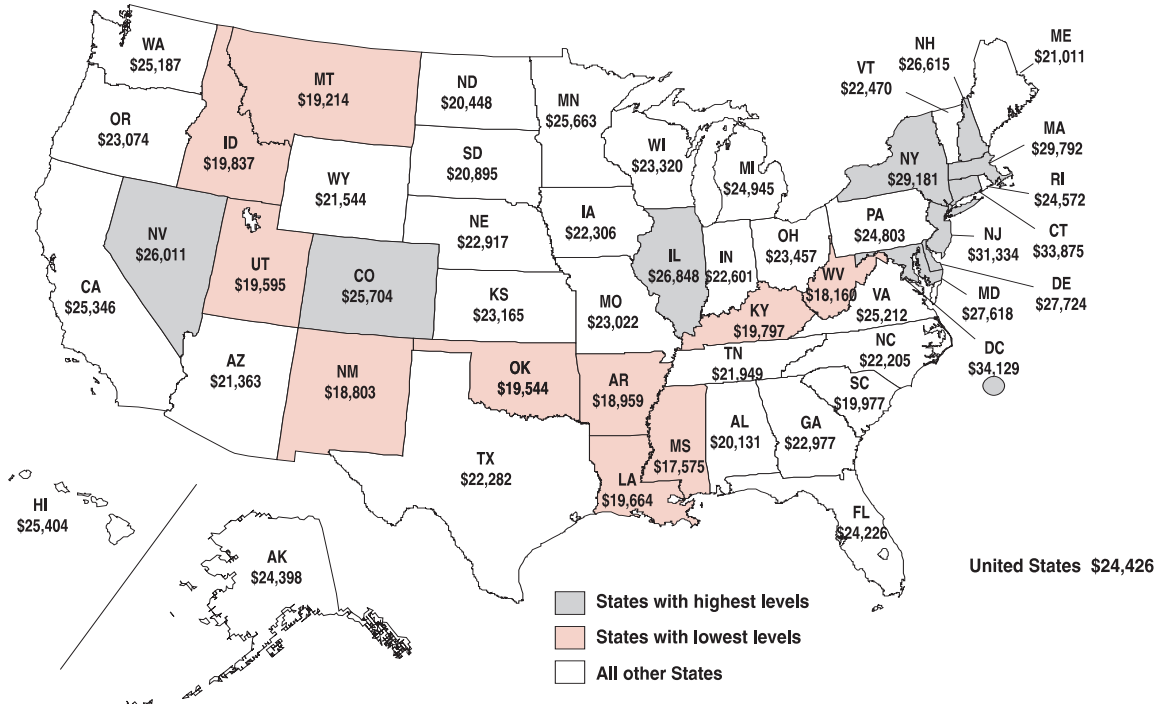 WA
$25,187
OR
$23,074
CA
$25,346
NV
$26,011
ID
$19,837
MT
$19,214
WY
$21,544
UT
$19,595
CO
$25,704
AZ
$21,363
NM
$18,803
ND
$20,448
SD
$20,895
NE
$22,917
KS
$23,165
OK
$19,544
TX
$22,282
MN
$25,663
IA
$22,306
MO
$23,022
AR
$18,959
LA
$19,664
WI
$23,320
IL
$26,848
MI
$24,945
IN
$22,601
OH
$23,457
KY
$19,797
TN
$21,949
MS
$17,575
AL
$20,131
GA
$22,977
FL
$24,226
SC
$19,977
NC
$22,205
VA
$25,212
WV
$18,160
PA
$24,803
NY
$29,181
VT
$22,470
NH
$26,615
ME
$21,011
MA
$29,792
RI
$24,572
CT
$33,875
NJ
$31,334
DE
$27,724
MD
$27,618
DC
$34,129
HI
$25,404
AK
$24,398
United States $24,426
States with highest levels
States with lowest levels
All other States